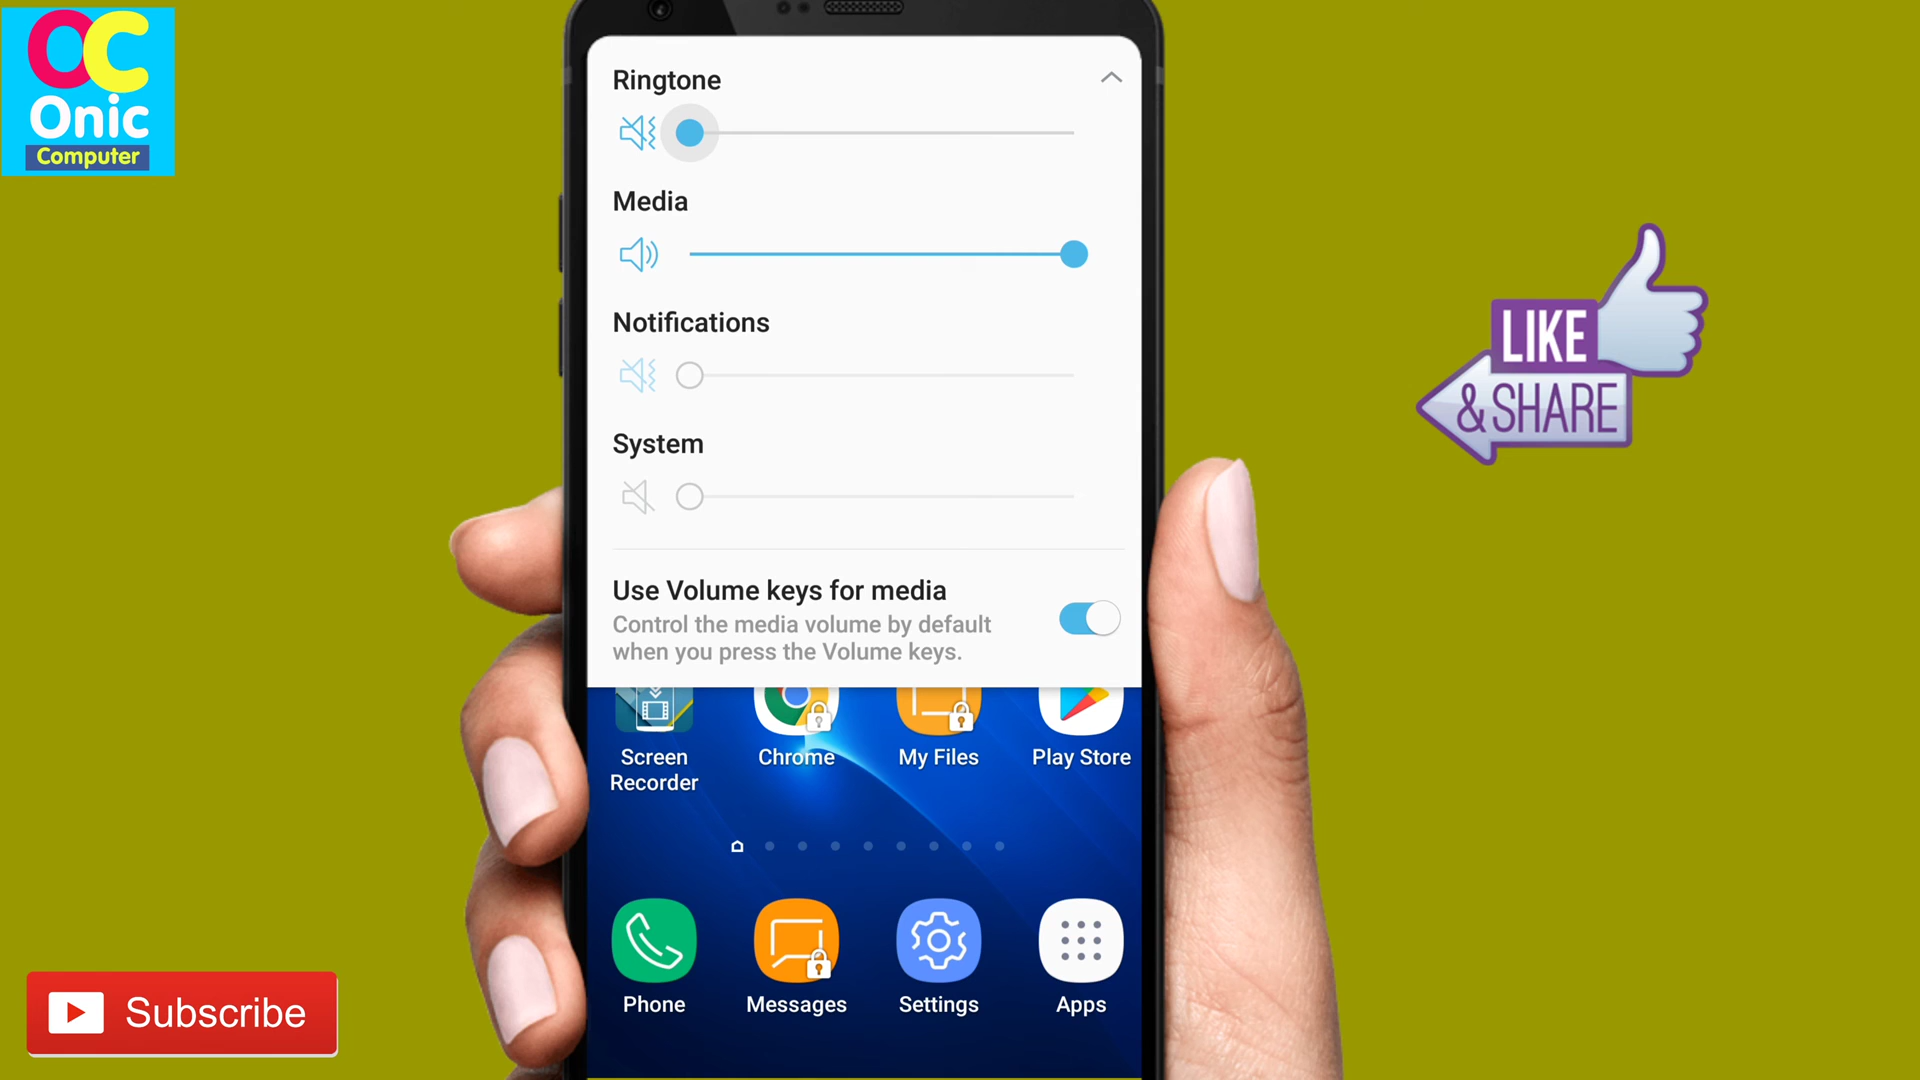 OC
Onic
Computer
Ringtone
Media
Notifications
System
Use Volume keys for media
Control the media volume by default
when you press the Volume keys.
LIKE
& SHARE
Screen
Recorder
Chrome
My Files
Play Store
Phone
Messages
Settings
Apps
Subscribe